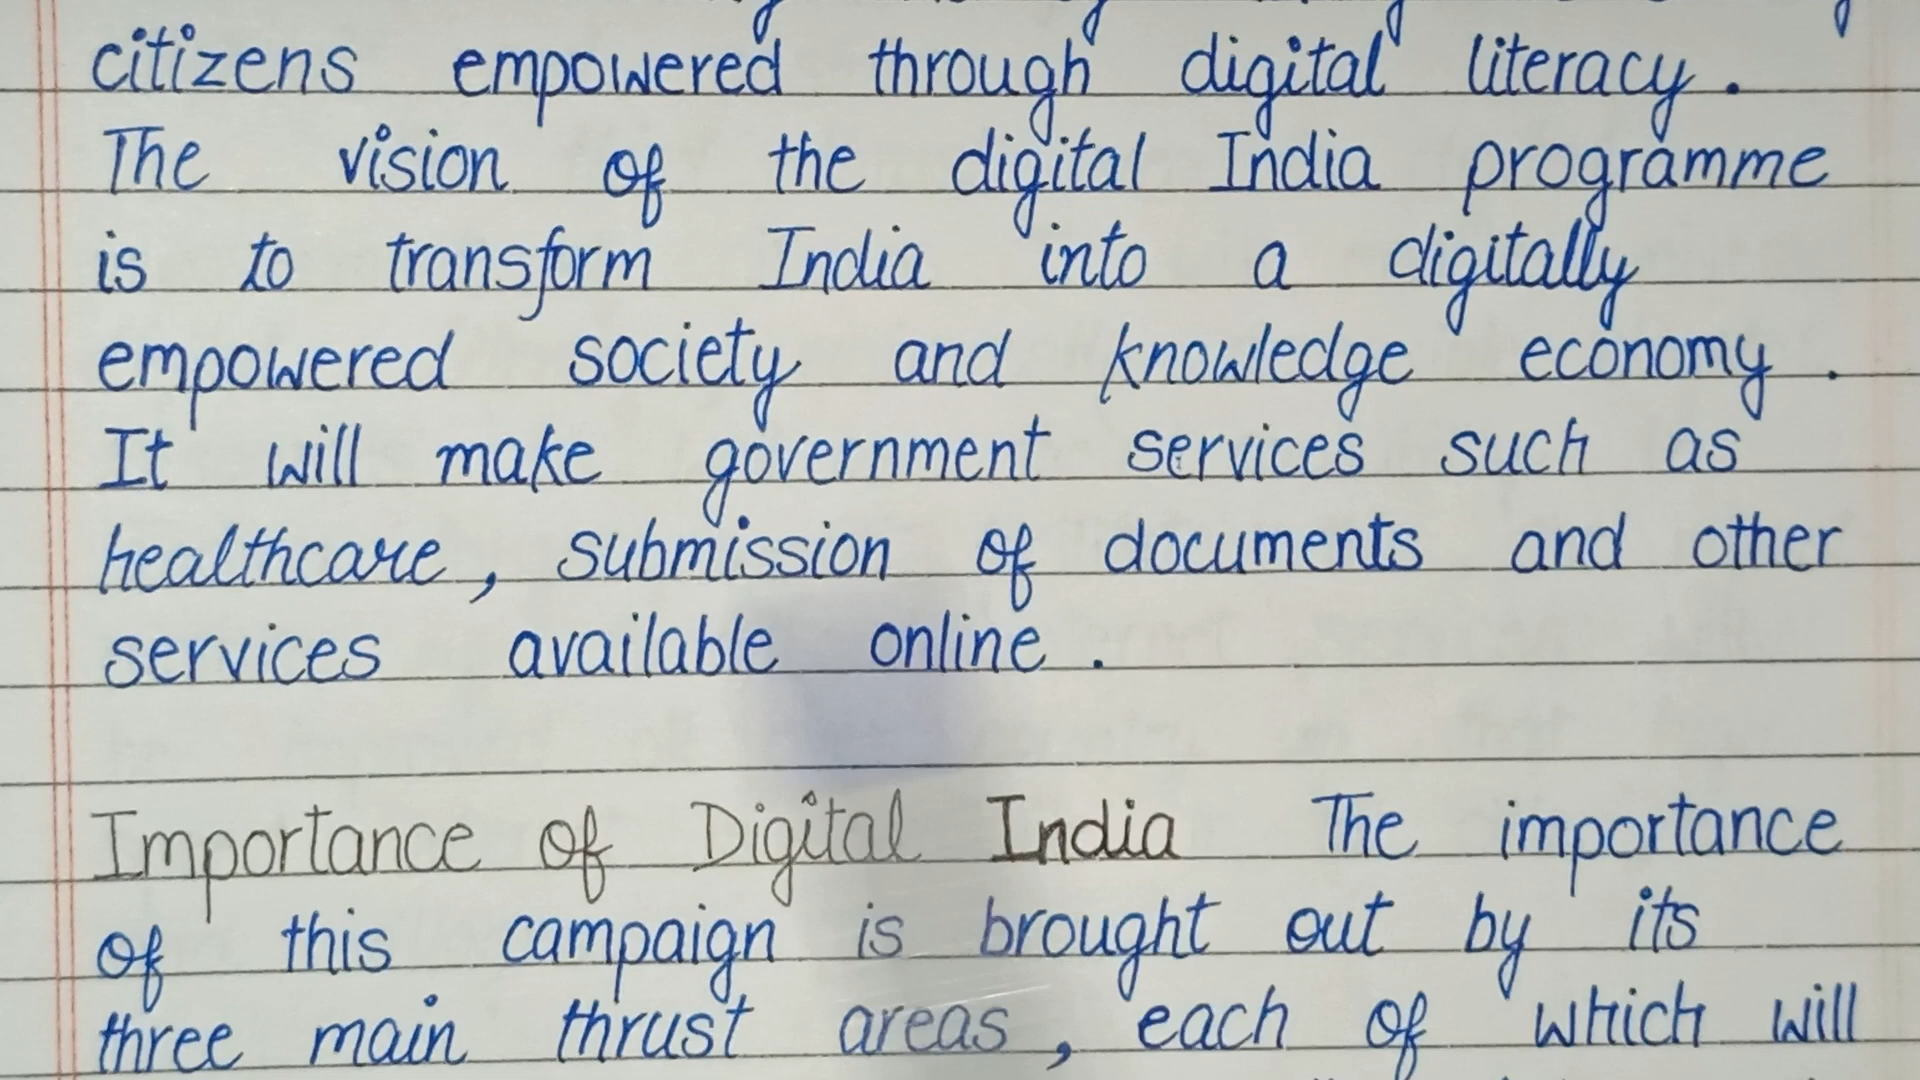 citizens empowered through digital literacy.
The vision of the digital India programme
is to transform India into a digitally
empowered society and knowledge economy.
It will make government services such as
healthcare, submission of documents and other
services available online.
Importance of Digital India The importance
of this campaign is brought out by its
three main thrust areas, each of which will